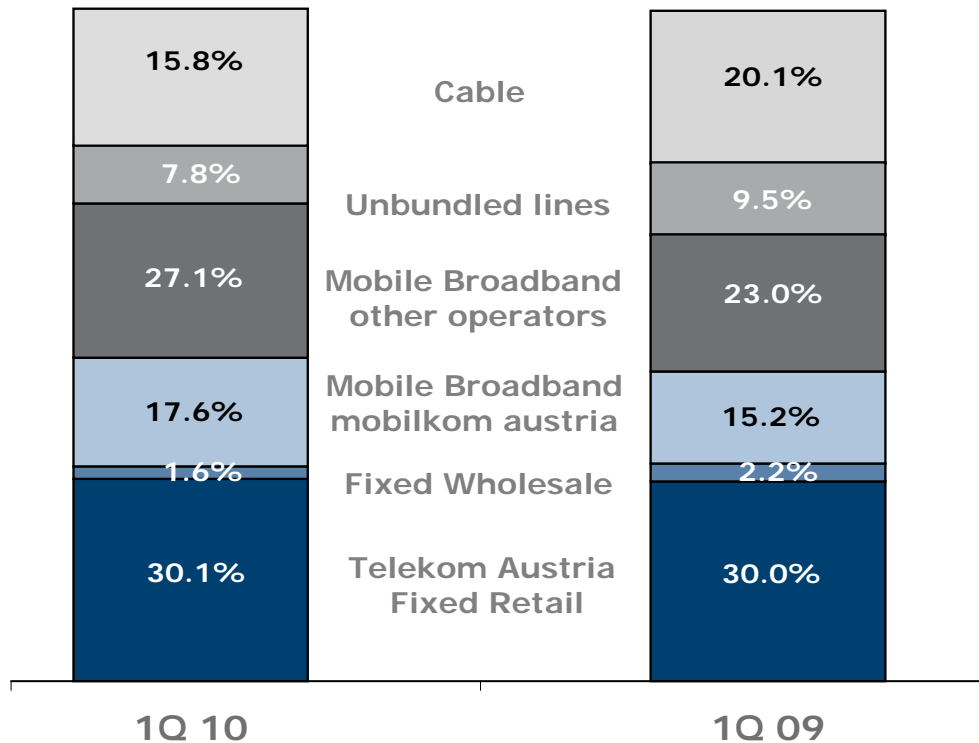 15.8%
Cable
20.1%
7.8%
Unbundled lines
9.5%
27.1%
Mobile Broadband
other operators
23.0%
17.6%
Mobile Broadband
mobilkom austria
15.2%
1.6%
Fixed Wholesale
2.2%
30.1%
Telekom Austria
Fixed Retail
30.0%
1Q 10
1Q 09